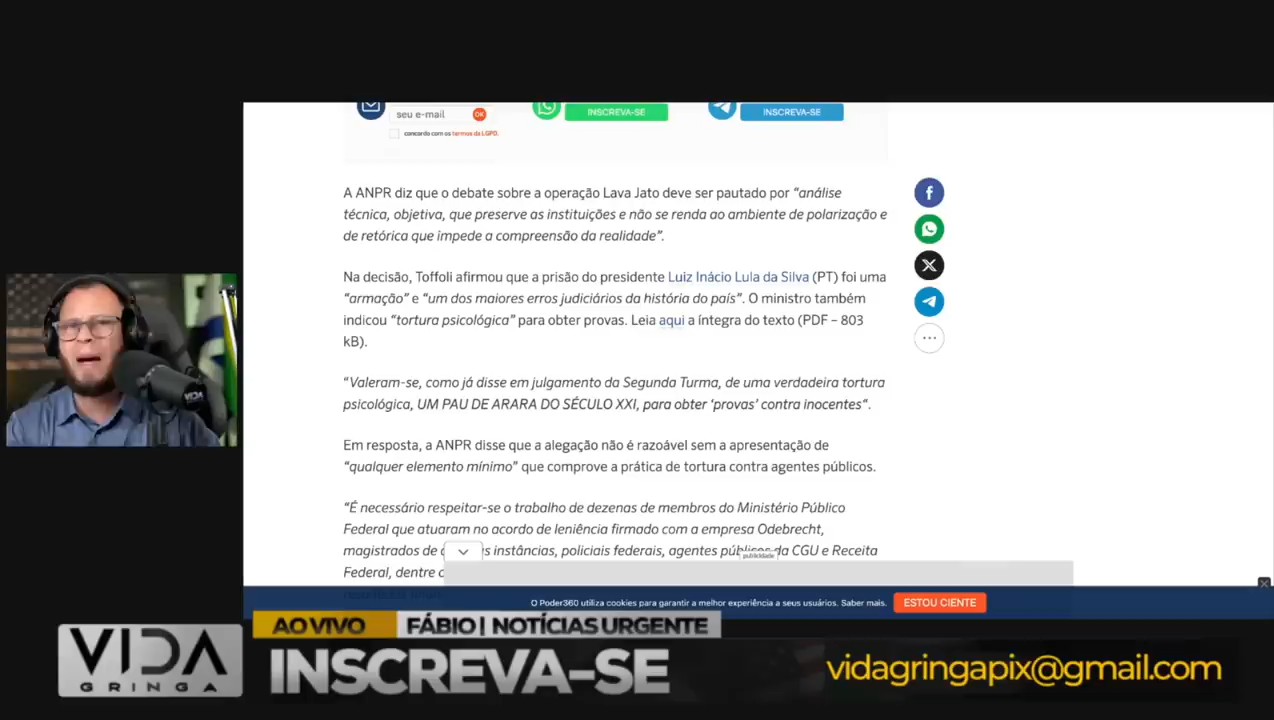 seu e-mail OK INSCREVA-SE INSCREVA-SE
concordo com os termos da LGPD.
A ANPR diz que o debate sobre a operação Lava Jato deve ser pautado por “análise
técnica, objetiva, que preserve as instituições e não se renda ao ambiente de polarização e
de retórica que impede a compreensão da realidade”.
Na decisão, Toffoli afirmou que a prisão do presidente Luiz Inácio Lula da Silva (PT) foi uma
“armação” e “um dos maiores erros judiciários da história do país”. O ministro também
indicou “tortura psicológica” para obter provas. Leia aqui a íntegra do texto (PDF – 803
kB).
“Valeram-se, como já disse em julgamento da Segunda Turma, de uma verdadeira tortura
psicológica, UM PAU DE ARARA DO SÉCULO XXI, para obter ‘provas’ contra inocentes“.
Em resposta, a ANPR disse que a alegação não é razoável sem a apresentação de
“qualquer elemento mínimo” que comprove a prática de tortura contra agentes públicos.
“É necessário respeitar-se o trabalho de dezenas de membros do Ministério Público
Federal que atuaram no acordo de leniência firmado com a empresa Odebrecht,
magistrados de instâncias, policiais federais, agentes públicos da CGU e Receita
publicidade
Federal, dentre
O Poder360 utiliza cookies para garantir a melhor experiência a seus usuários. Saber mais. ESTOU CIENTE
AO VIVO FÁBIO | NOTÍCIAS URGENTE
VIDA
GRINGA
INSCREVA-SE
vidagringapix@gmail.com